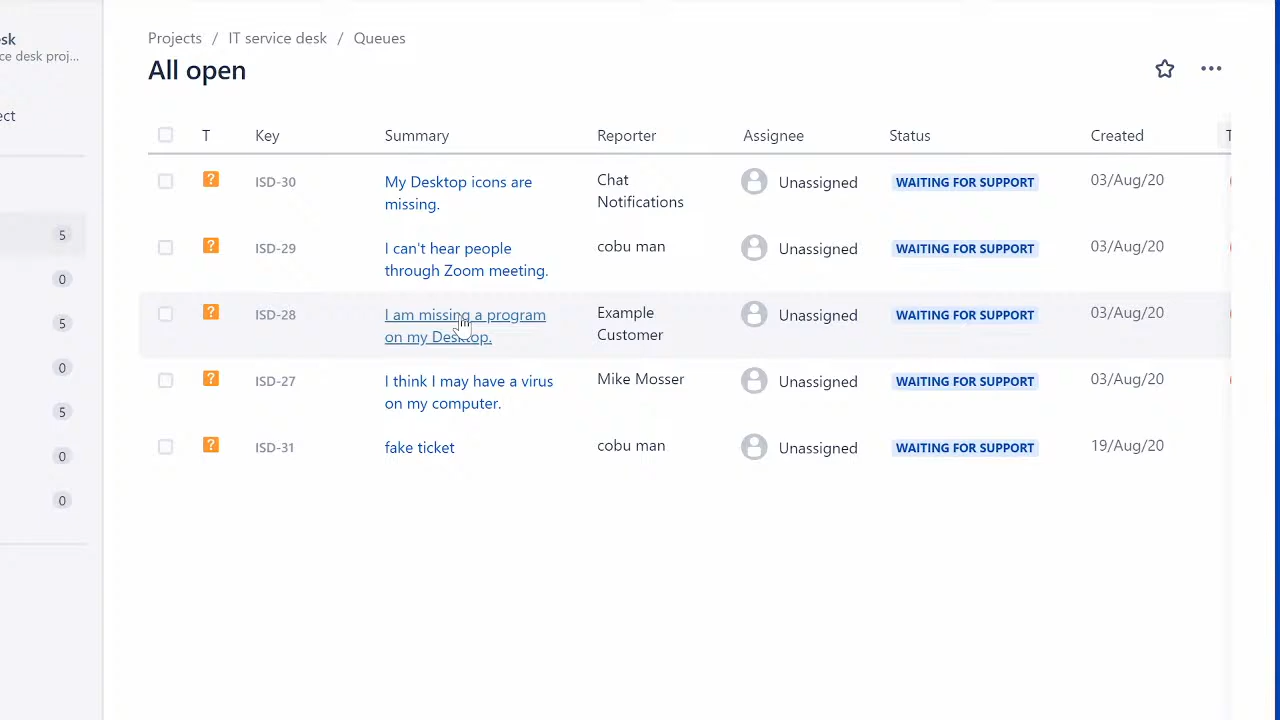 sk
ce desk proj...
ect
5
0
5
0
5
0
0
Projects / IT service desk / Queues
All open
T Key Summary Reporter Assignee Status Created T
? ISD-30 My Desktop icons are Chat Unassigned WAITING FOR SUPPORT 03/Aug/20
missing. Notifications
? ISD-29 I can't hear people cobu man Unassigned WAITING FOR SUPPORT 03/Aug/20
through Zoom meeting.
? ISD-28 I am missing a program Example Unassigned WAITING FOR SUPPORT 03/Aug/20
on my Desktop. Customer
? ISD-27 I think I may have a virus Mike Mosser Unassigned WAITING FOR SUPPORT 03/Aug/20
on my computer.
? ISD-31 fake ticket cobu man Unassigned WAITING FOR SUPPORT 19/Aug/20